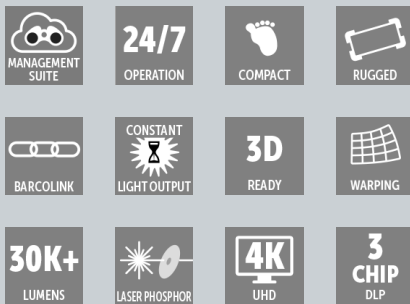 MANAGEMENT
SUITE
24/7
OPERATION
COMPACT
RUGGED
BARCOLINK
CONSTANT
LIGHT OUTPUT
3D
READY
WARPING
30K+
LUMENS
LASER PHOSPHOR
4K
UHD
3
CHIP
DLP